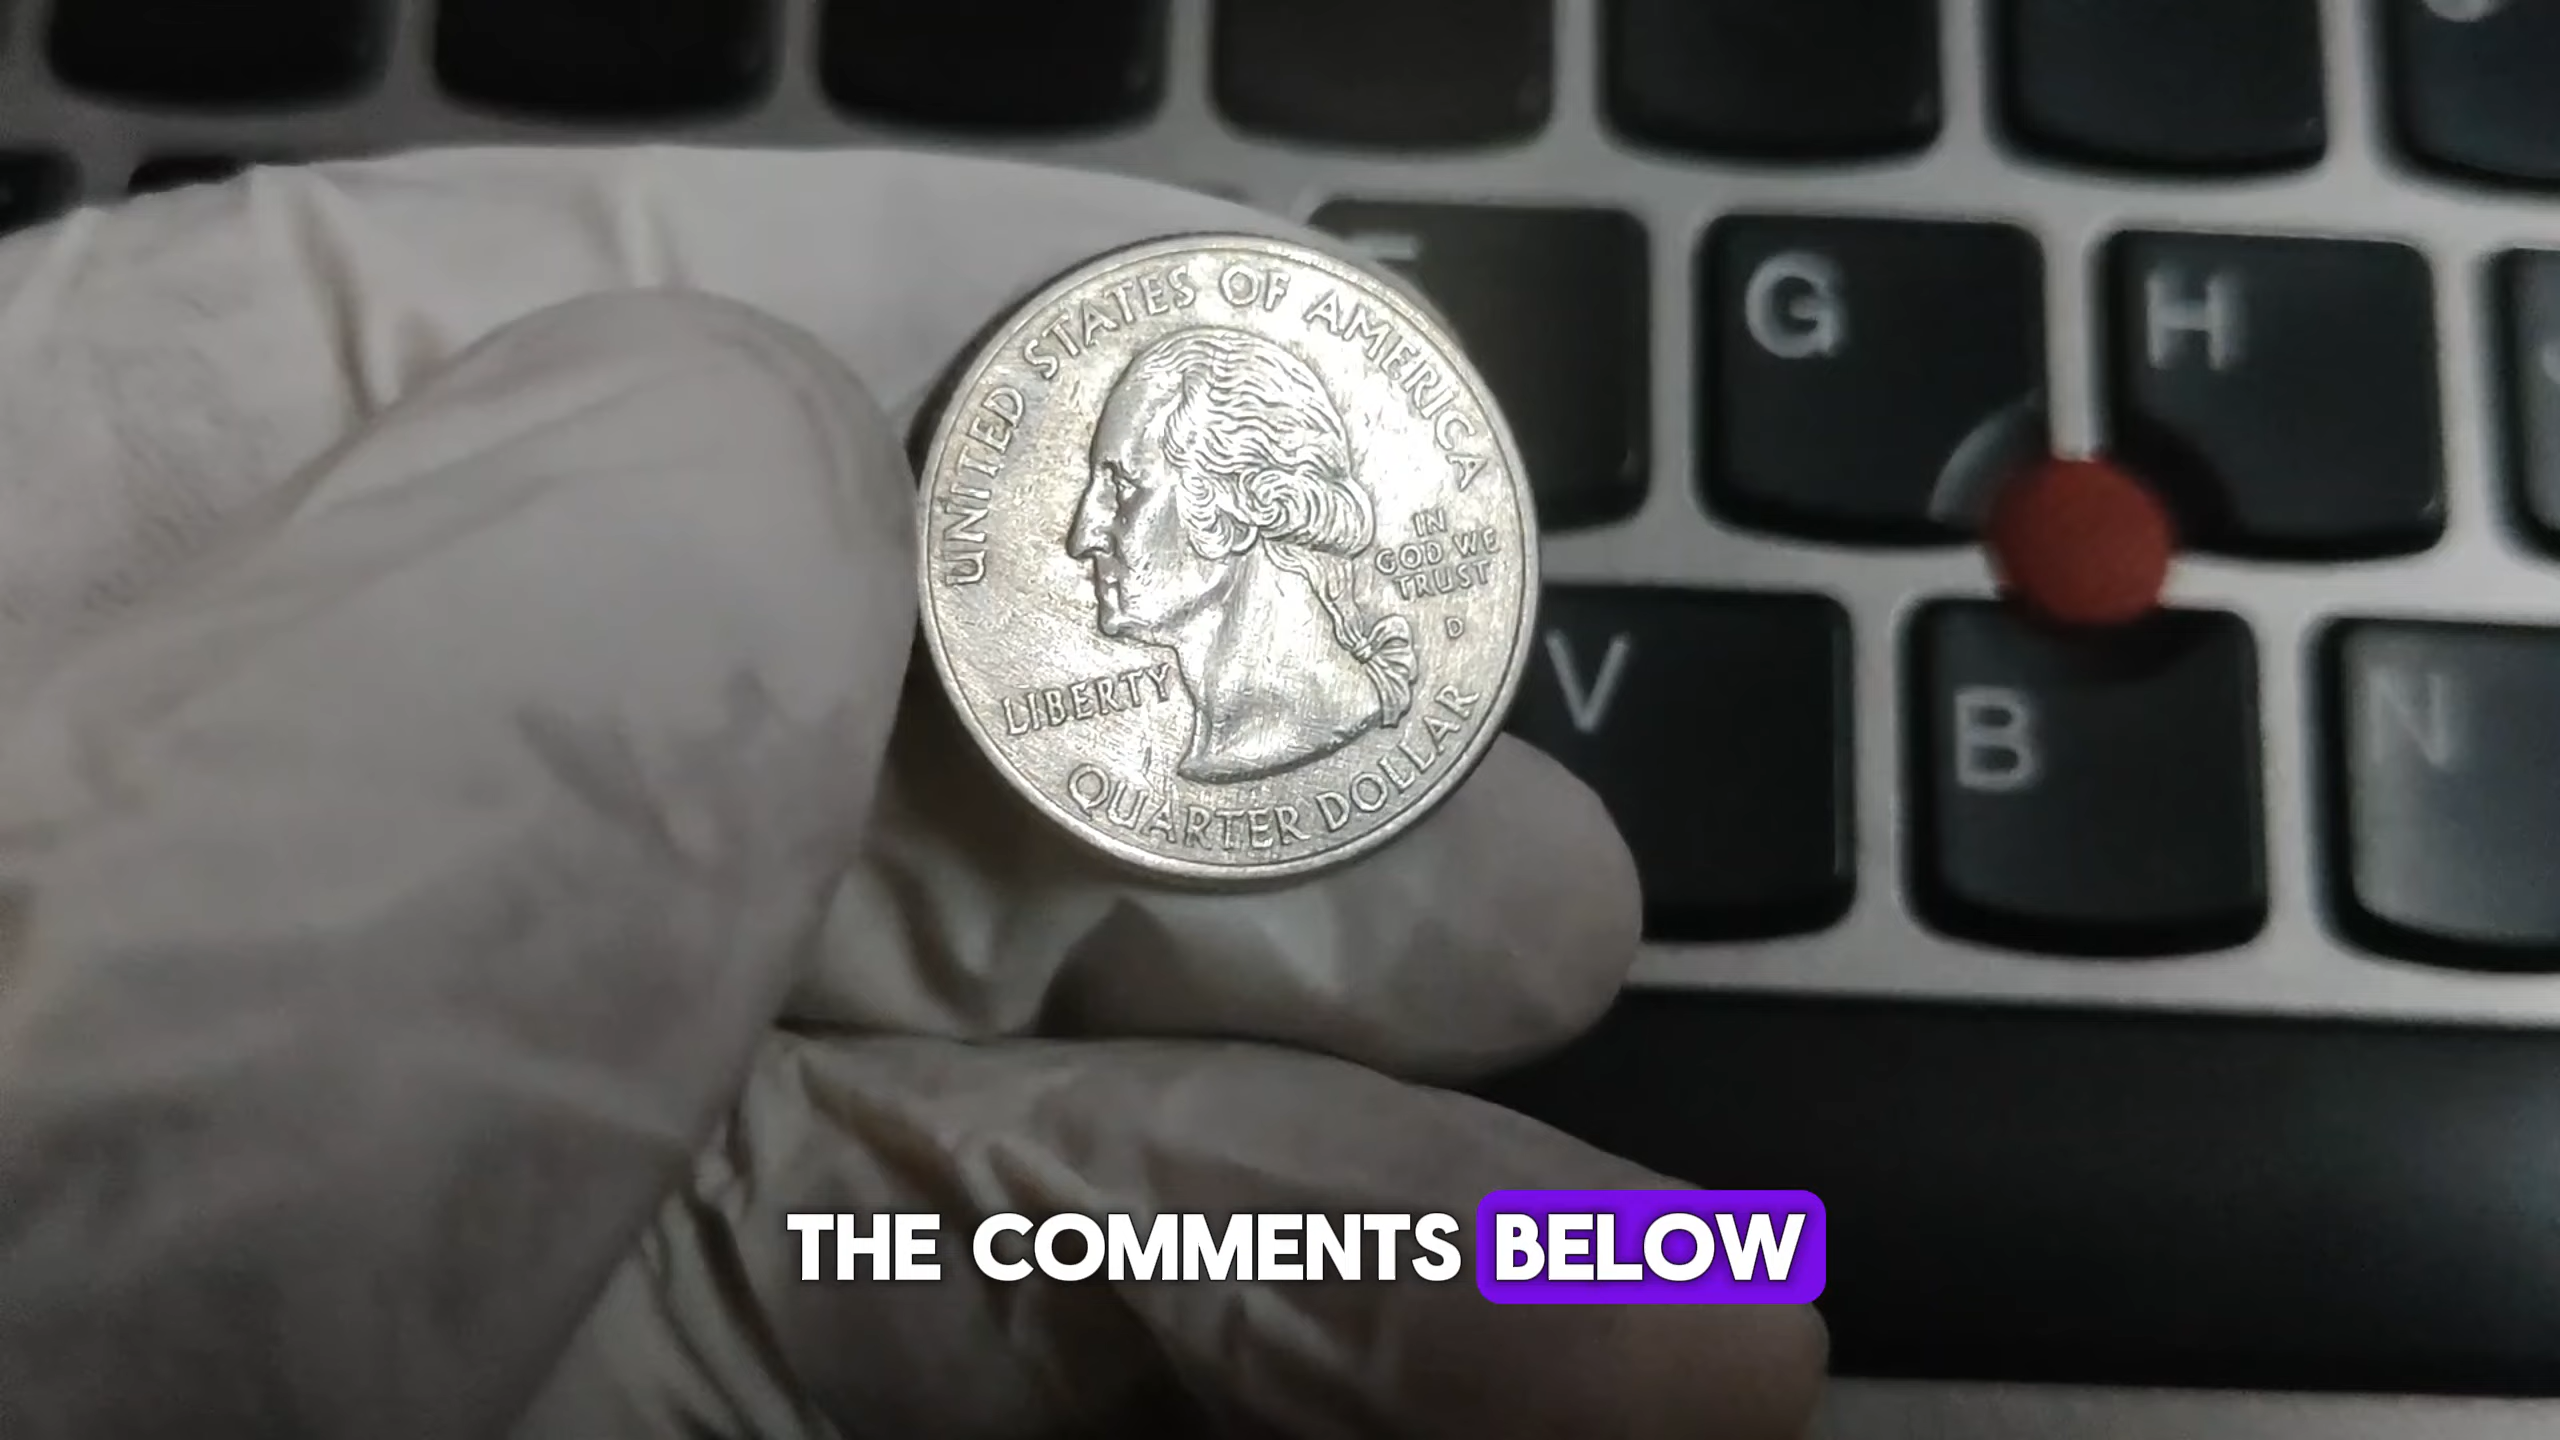 UNITED STATES OF AMERICA
IN
GOD WE
TRUST
D
LIBERTY
QUARTER DOLLAR
G
H
V
B
N
THE COMMENTS BELOW